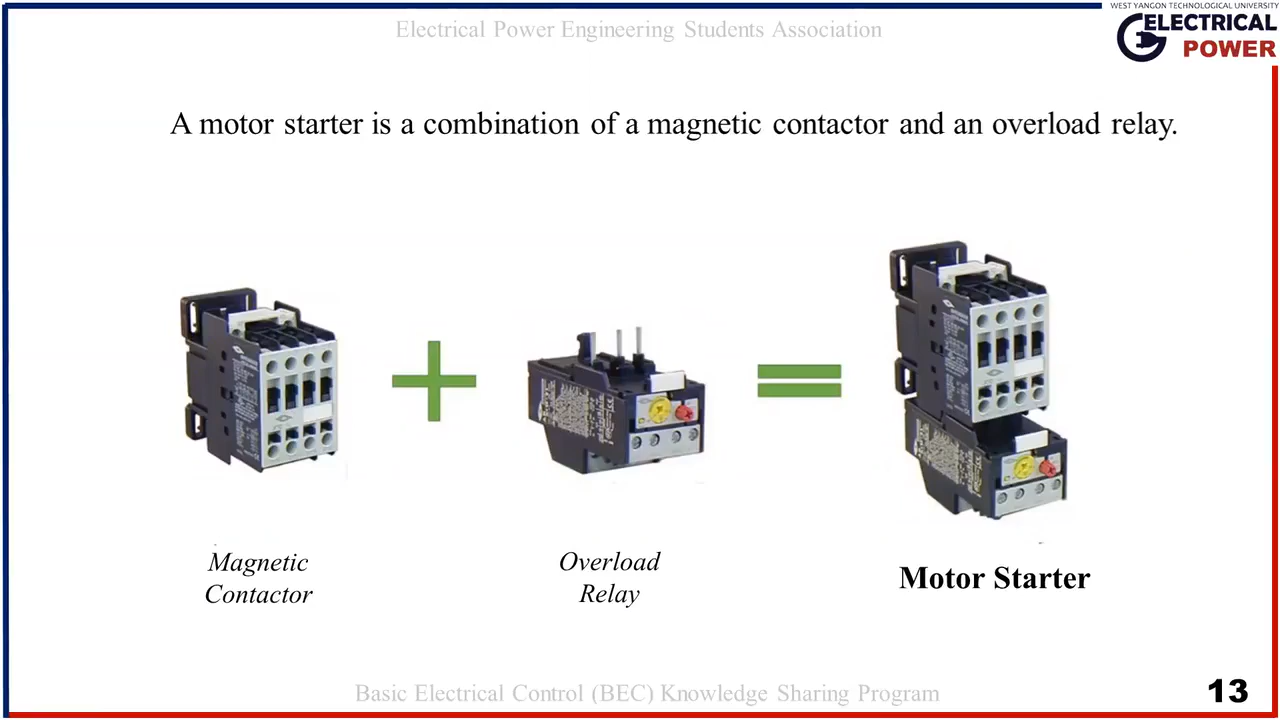 WEST YANGON TECHNOLOGICAL UNIVERSITY
Electrical Power Engineering Students Association
ELECTRICAL
POWER
A motor starter is a combination of a magnetic contactor and an overload relay.
Magnetic
Contactor
Overload
Relay
Motor Starter
Basic Electrical Control (BEC) Knowledge Sharing Program
13